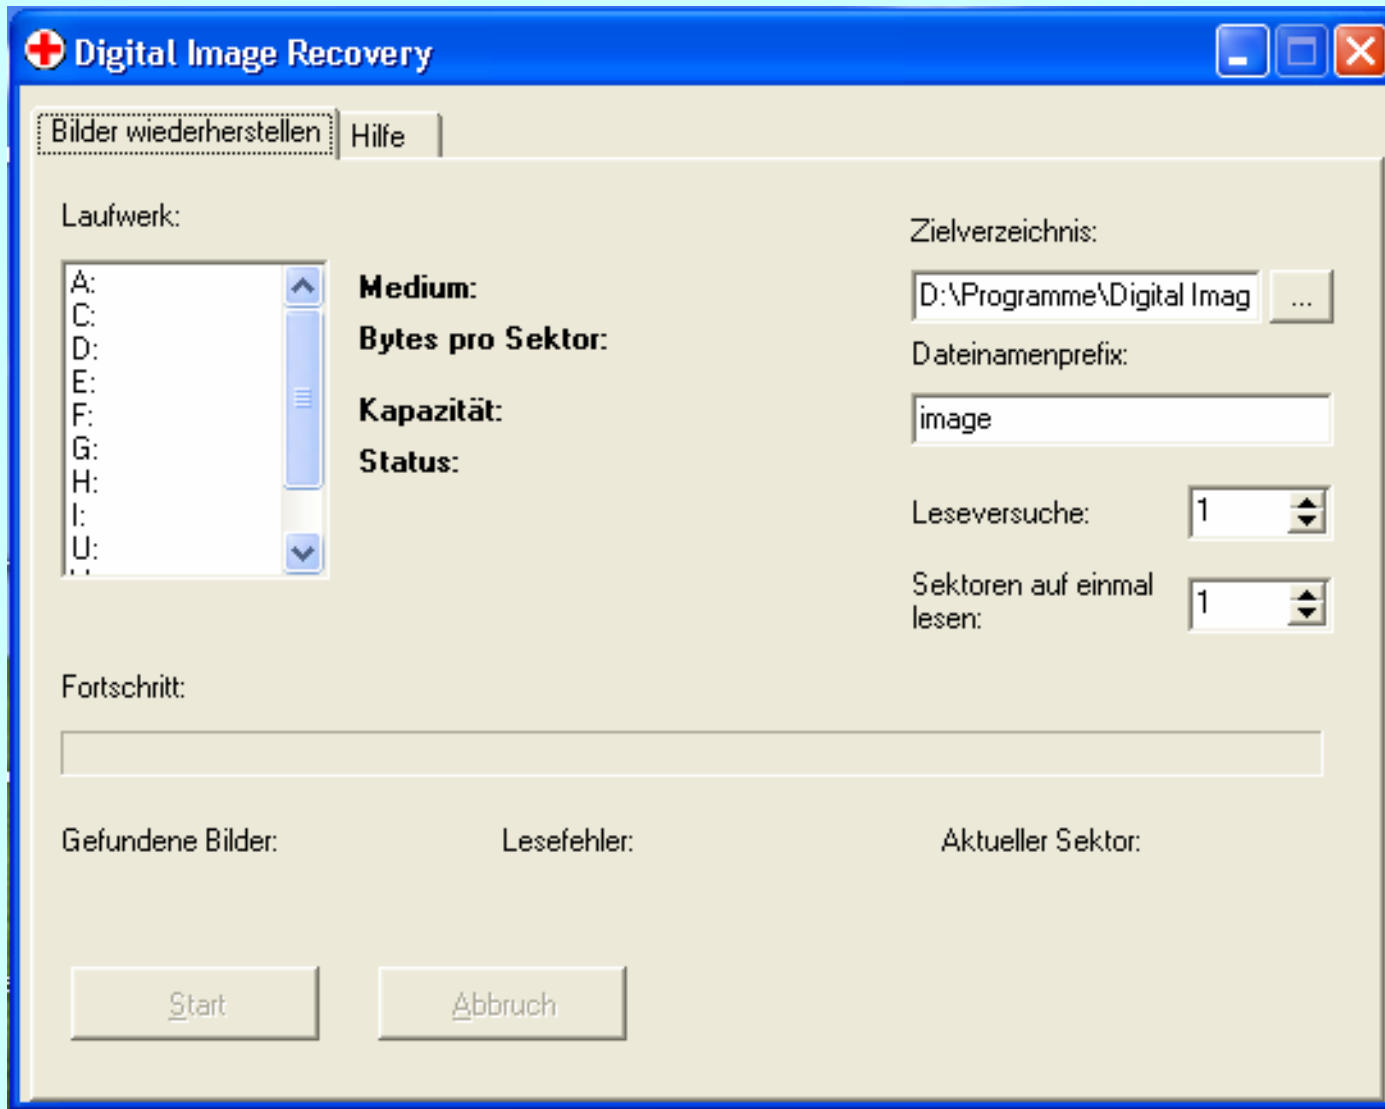 Digital Image Recovery
Bilder wiederherstellen
Hilfe
Laufwerk:
A:
C:
D:
E:
F:
G:
H:
I:
U:
Medium:
Bytes pro Sektor:
Kapazität:
Status:
Zielverzeichnis:
D:\Programme\Digital Imag
...
Dateinamenprefix:
image
Leseversuche:
1
Sektoren auf einmal
lesen:
1
Fortschritt:
Gefundene Bilder:
Lesefehler:
Aktueller Sektor:
Start
Abbruch